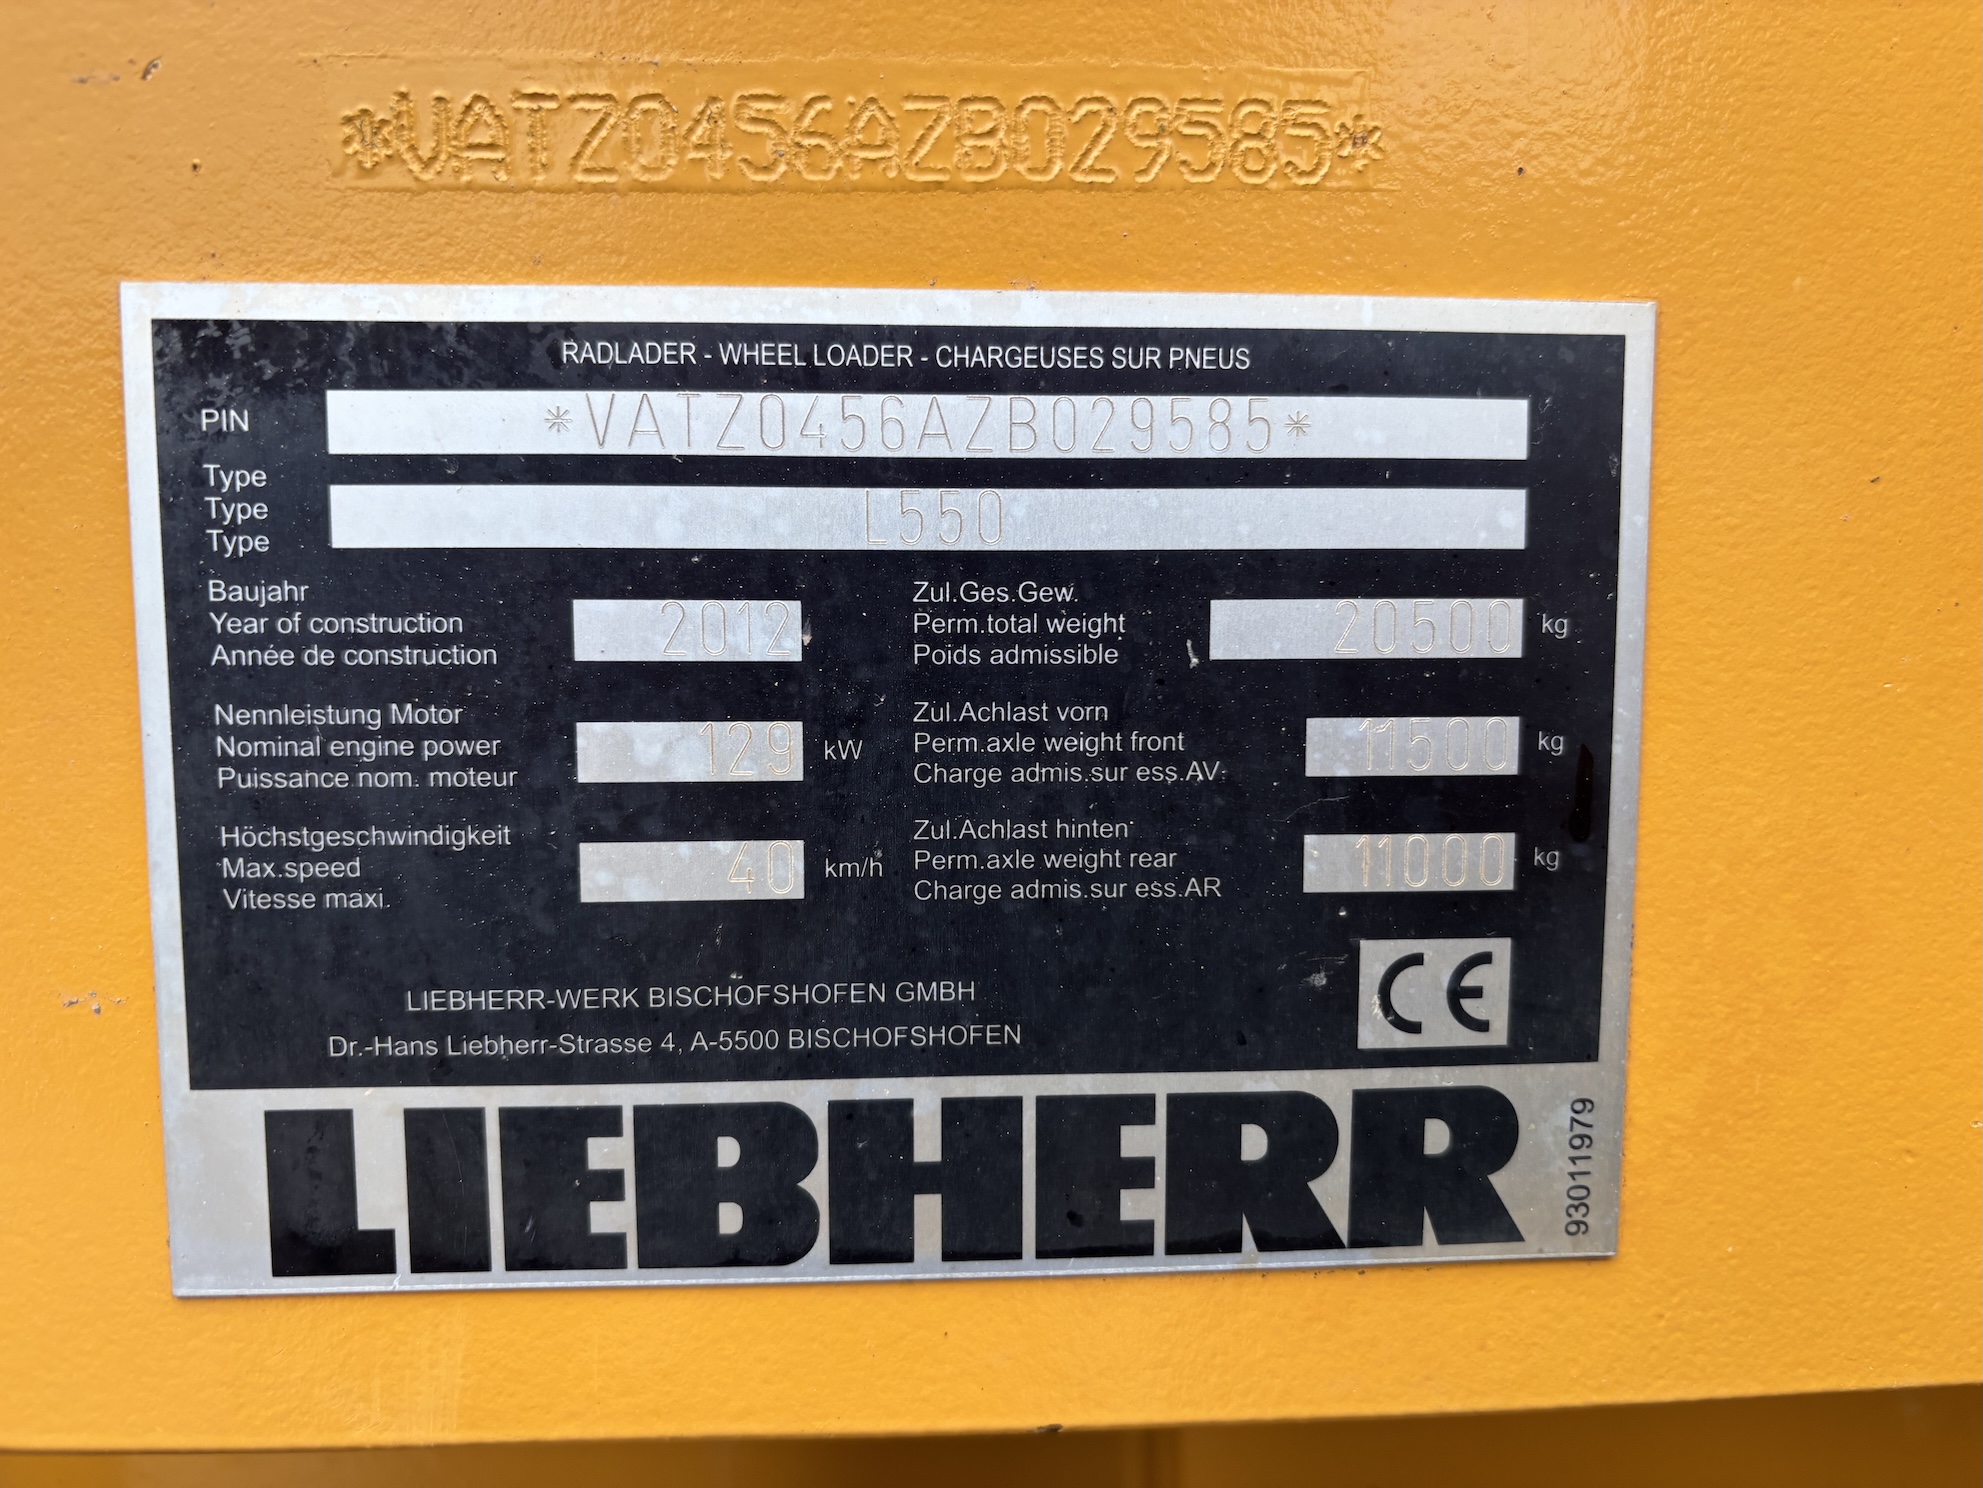 *VATZ0456AZB029585*
RADLADER - WHEEL LOADER - CHARGEUSES SUR PNEUS
PIN *VATZ0456AZB029585*
Type
Type L550
Type
Baujahr
Year of construction 2012
Année de construction
Zul.Ges.Gew.
Perm.total weight 20500 kg
Poids admissible
Nennleistung Motor
Nominal engine power 129 kW
Puissance nom. moteur
Zul.Achlast vorn
Perm.axle weight front 11500 kg
Charge admis.sur ess.AV.
Höchstgeschwindigkeit
Max.speed 40 km/h
Vitesse maxi.
Zul.Achlast hinten
Perm.axle weight rear 11000 kg
Charge admis.sur ess.AR
CE
LIEBHERR-WERK BISCHOFSHOFEN GMBH
Dr.-Hans Liebherr-Strasse 4, A-5500 BISCHOFSHOFEN
LIEBHERR
93011979